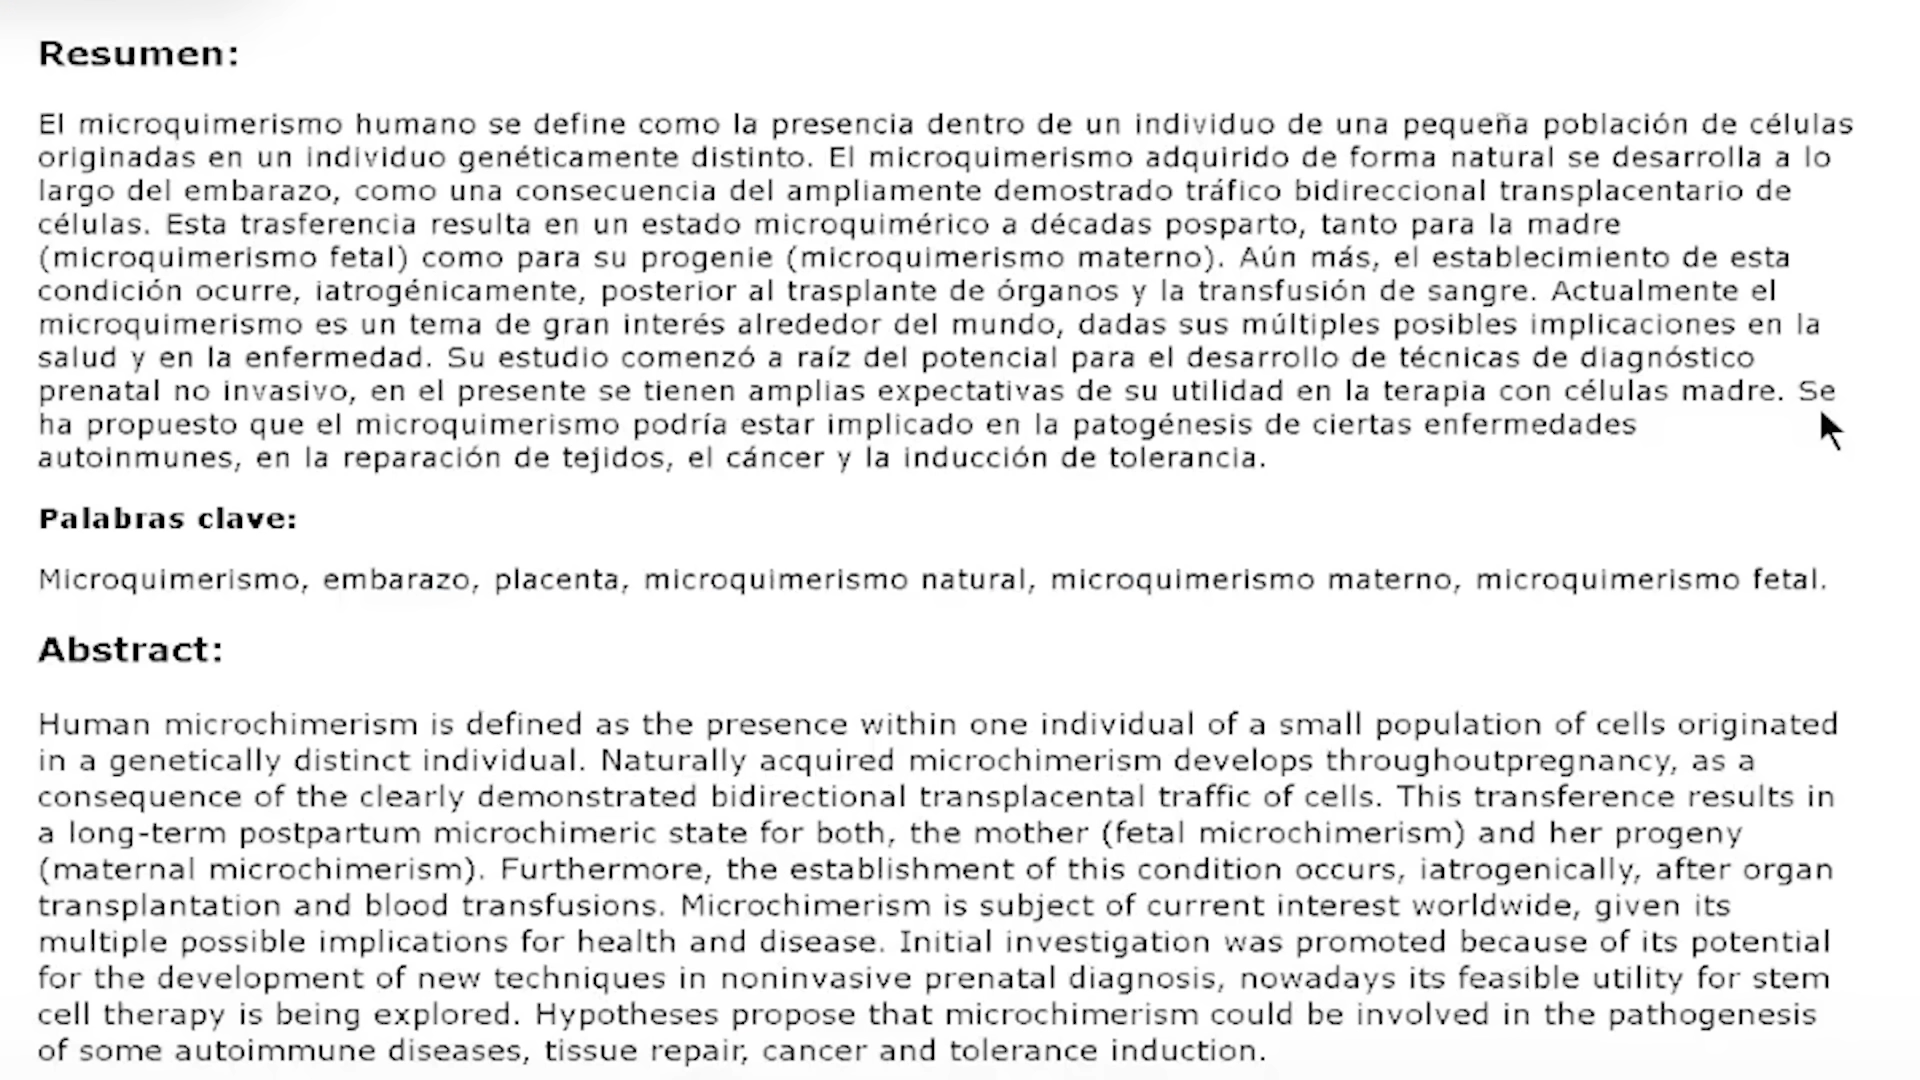 Resumen:
El microquimerismo humano se define como la presencia dentro de un individuo de una pequeña población de células
originadas en un individuo genéticamente distinto. El microquimerismo adquirido de forma natural se desarrolla a lo
largo del embarazo, como una consecuencia del ampliamente demostrado tráfico bidireccional transplacentario de
células. Esta trasferencia resulta en un estado microquimérico a décadas posparto, tanto para la madre
(microquimerismo fetal) como para su progenie (microquimerismo materno). Aún más, el establecimiento de esta
condición ocurre, iatrogénicamente, posterior al trasplante de órganos y la transfusión de sangre. Actualmente el
microquimerismo es un tema de gran interés alrededor del mundo, dadas sus múltiples posibles implicaciones en la
salud y en la enfermedad. Su estudio comenzó a raíz del potencial para el desarrollo de técnicas de diagnóstico
prenatal no invasivo, en el presente se tienen amplias expectativas de su utilidad en la terapia con células madre. Se
ha propuesto que el microquimerismo podría estar implicado en la patogénesis de ciertas enfermedades
autoinmunes, en la reparación de tejidos, el cáncer y la inducción de tolerancia.
Palabras clave:
Microquimerismo, embarazo, placenta, microquimerismo natural, microquimerismo materno, microquimerismo fetal.
Abstract:
Human microchimerism is defined as the presence within one individual of a small population of cells originated
in a genetically distinct individual. Naturally acquired microchimerism develops throughoutpregnancy, as a
consequence of the clearly demonstrated bidirectional transplacental traffic of cells. This transference results in
a long-term postpartum microchimeric state for both, the mother (fetal microchimerism) and her progeny
(maternal microchimerism). Furthermore, the establishment of this condition occurs, iatrogenically, after organ
transplantation and blood transfusions. Microchimerism is subject of current interest worldwide, given its
multiple possible implications for health and disease. Initial investigation was promoted because of its potential
for the development of new techniques in noninvasive prenatal diagnosis, nowadays its feasible utility for stem
cell therapy is being explored. Hypotheses propose that microchimerism could be involved in the pathogenesis
of some autoimmune diseases, tissue repair, cancer and tolerance induction.